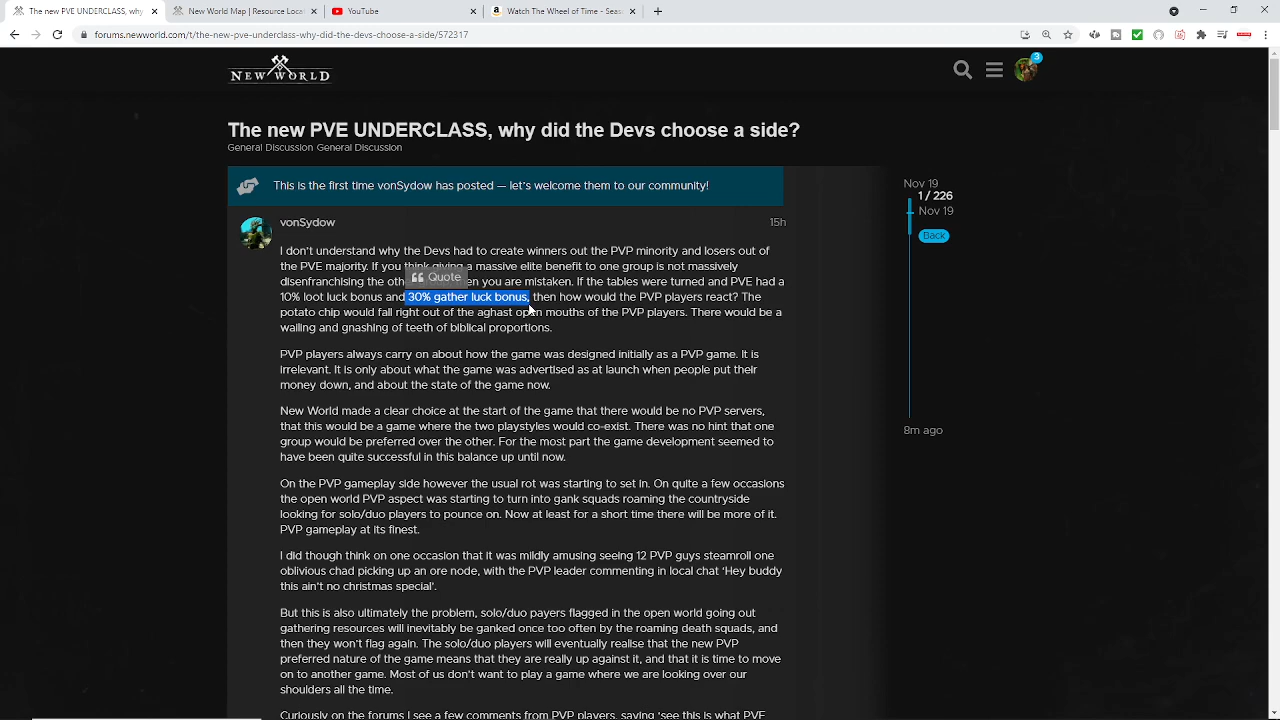 The new PVE UNDERCLASS, why
New World Map | Resource Locat
YouTube
Watch The Wheel of Time - Seas
forums.newworld.com/t/the-new-pve-underclass-why-did-the-devs-choose-a-side/572317
NEW WORLD
3
The new PVE UNDERCLASS, why did the Devs choose a side?
General Discussion General Discussion
This is the first time vonSydow has posted — let's welcome them to our community!
vonSydow
15h
I don't understand why the Devs had to create winners out the PVP minority and losers out of
the PVE majority. If you think giving a massive elite benefit to one group is not massively
Quote
disenfranchising the oth en you are mistaken. If the tables were turned and PVE had a
10% loot luck bonus and 30% gather luck bonus, then how would the PVP players react? The
potato chip would fall right out of the aghast open mouths of the PVP players. There would be a
wailing and gnashing of teeth of biblical proportions.
PVP players always carry on about how the game was designed initially as a PVP game. It is
irrelevant. It is only about what the game was advertised as at launch when people put their
money down, and about the state of the game now.
New World made a clear choice at the start of the game that there would be no PVP servers,
that this would be a game where the two playstyles would co-exist. There was no hint that one
group would be preferred over the other. For the most part the game development seemed to
have been quite successful in this balance up until now.
On the PVP gameplay side however the usual rot was starting to set in. On quite a few occasions
the open world PVP aspect was starting to turn into gank squads roaming the countryside
looking for solo/duo players to pounce on. Now at least for a short time there will be more of it.
PVP gameplay at its finest.
I did though think on one occasion that it was mildly amusing seeing 12 PVP guys steamroll one
oblivious chad picking up an ore node, with the PVP leader commenting in local chat 'Hey buddy
this ain't no christmas special'.
But this is also ultimately the problem, solo/duo payers flagged in the open world going out
gathering resources will inevitably be ganked once too often by the roaming death squads, and
then they won't flag again. The solo/duo players will eventually realise that the new PVP
preferred nature of the game means that they are really up against it, and that it is time to move
on to another game. Most of us don't want to play a game where we are looking over our
shoulders all the time.
Curiously on the forums I see a few comments from PVP players, saying 'see this is what PVE
Nov 19
1 / 226
Nov 19
Back
8m ago